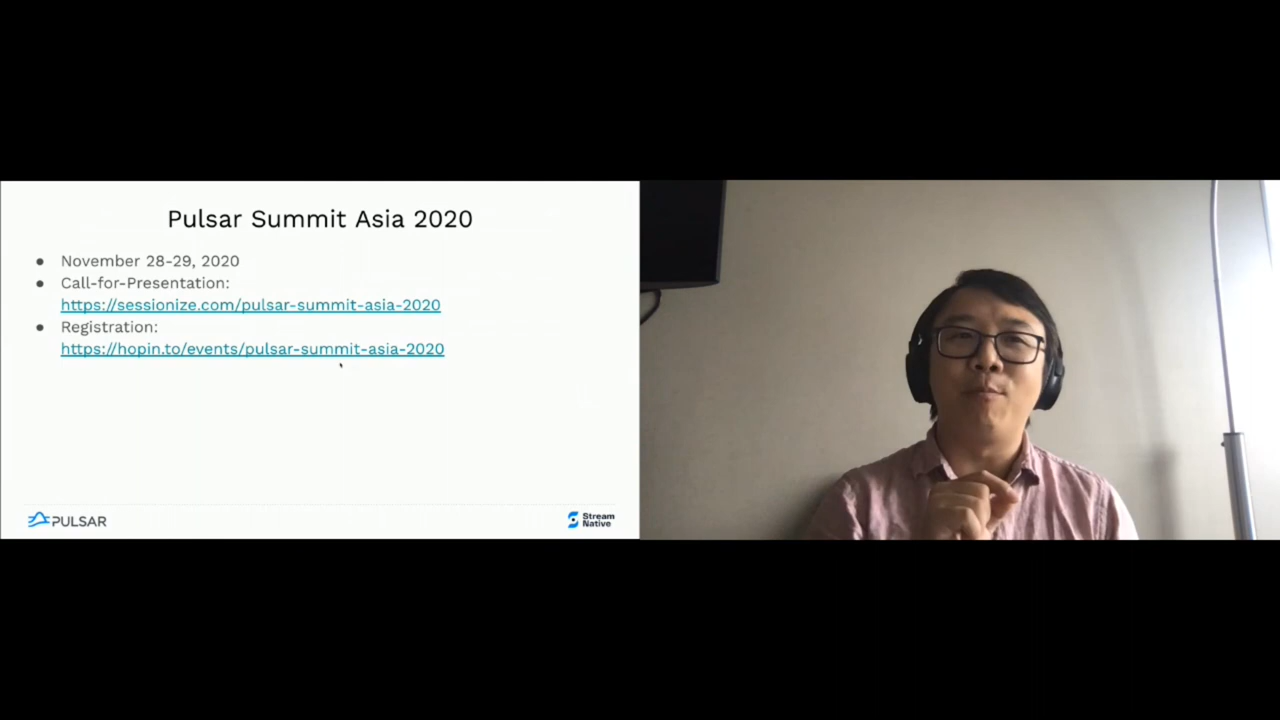 Pulsar Summit Asia 2020
● November 28-29, 2020
● Call-for-Presentation:
https://sessionize.com/pulsar-summit-asia-2020
● Registration:
https://hopin.to/events/pulsar-summit-asia-2020
PULSAR
Stream
Native